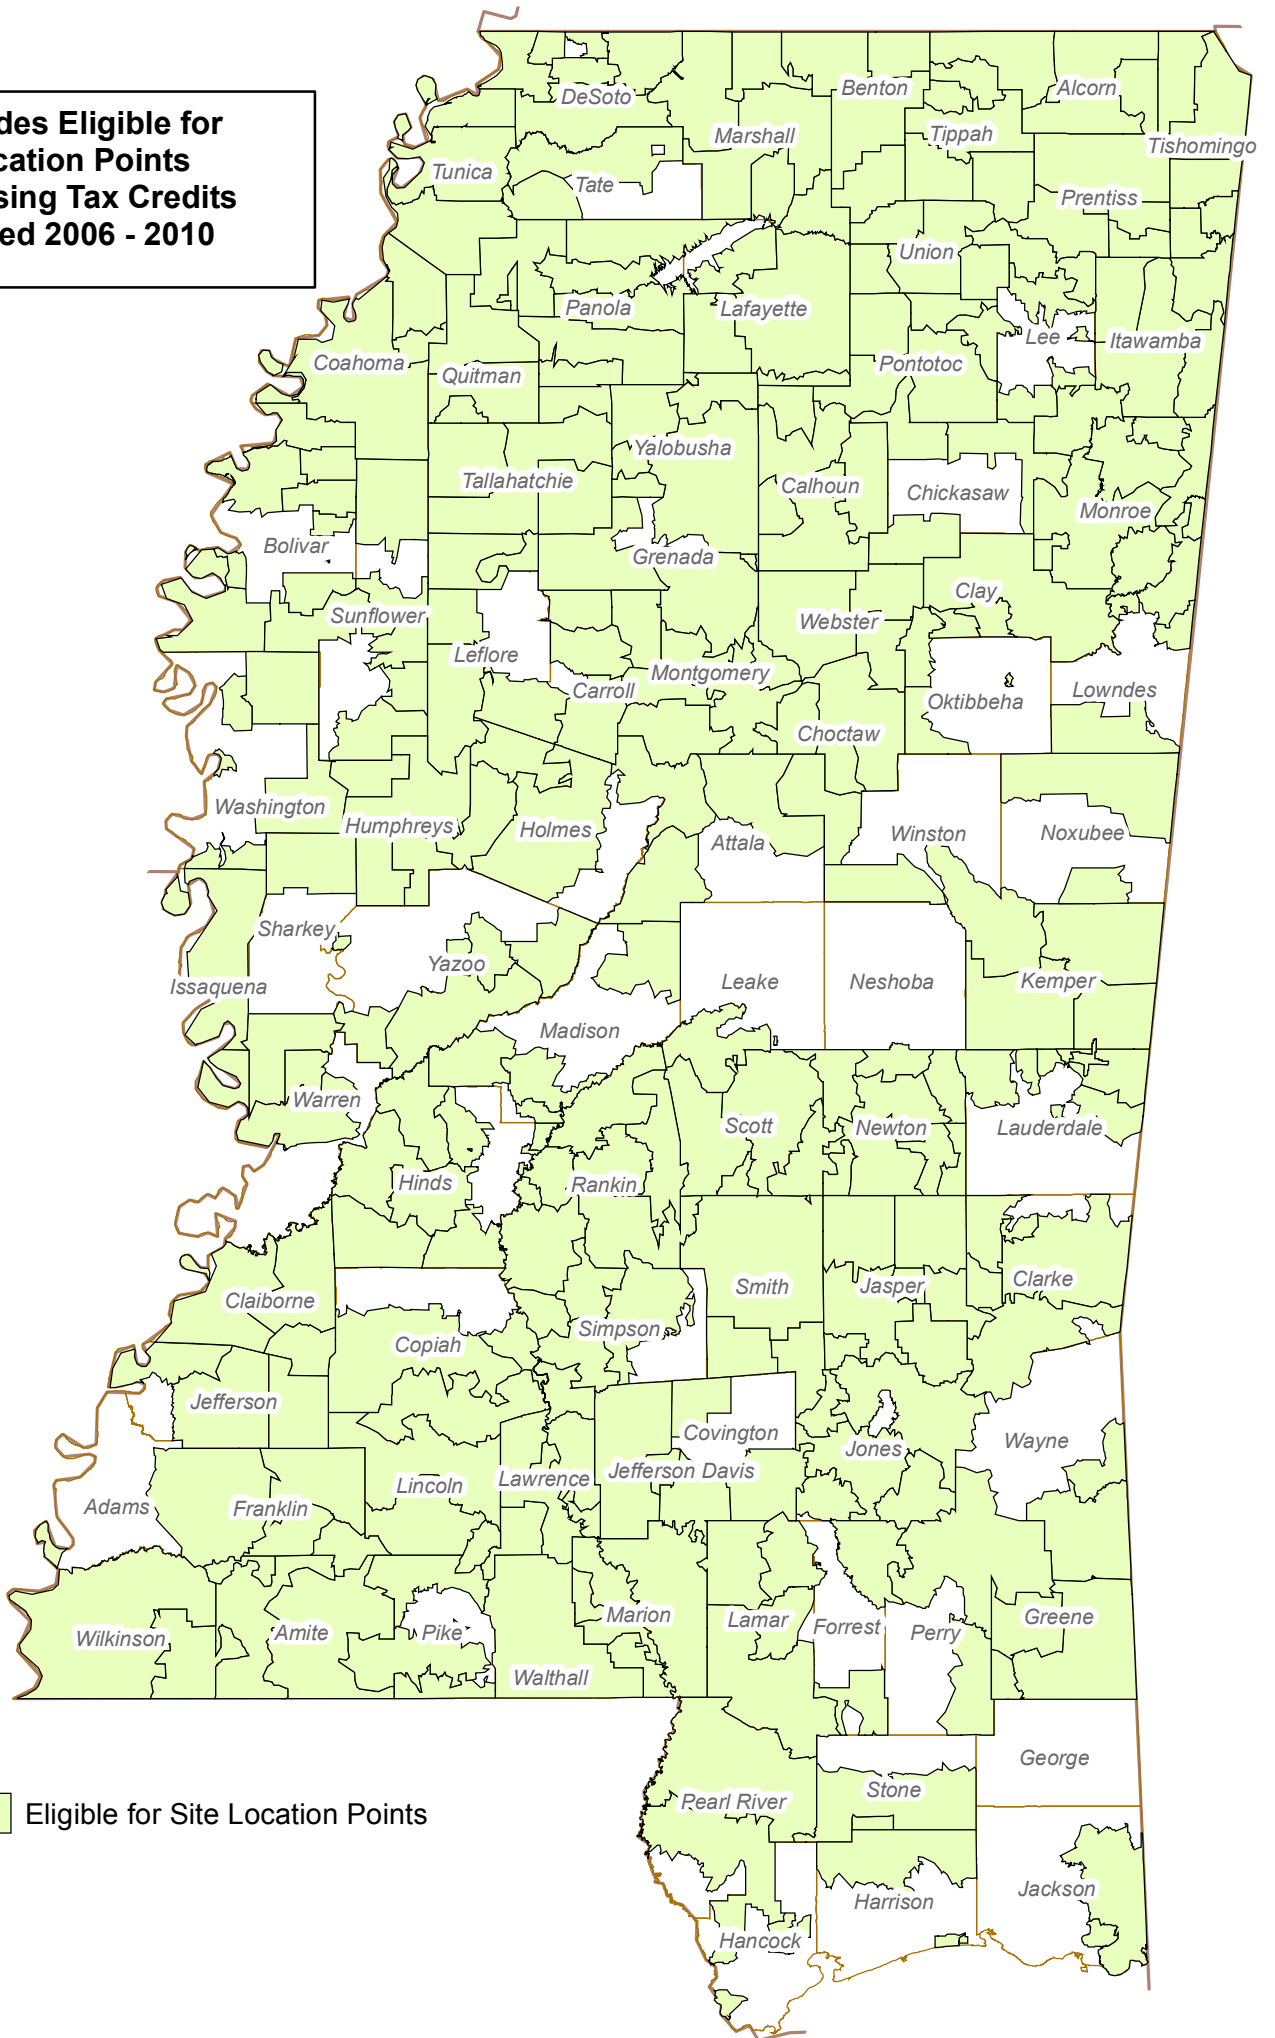 des Eligible for
cation Points
sing Tax Credits
ed 2006 - 2010
DeSoto
Benton
Alcorn
Marshall
Tippah
Tishomingo
Tunica
Tate
Prentiss
Union
Panola
Lafayette
Lee
Itawamba
Coahoma
Quitman
Pontotoc
Yalobusha
Tallahatchie
Calhoun
Chickasaw
Monroe
Bolivar
Grenada
Clay
Sunflower
Webster
Leflore
Montgomery
Carroll
Oktibbeha
Lowndes
Choctaw
Washington
Humphreys
Holmes
Attala
Winston
Noxubee
Sharkey
Yazoo
Issaquena
Leake
Neshoba
Kemper
Madison
Warren
Scott
Newton
Lauderdale
Hinds
Rankin
Claiborne
Smith
Jasper
Clarke
Simpson
Copiah
Jefferson
Covington
Jones
Wayne
Jefferson Davis
Lawrence
Lincoln
Adams
Franklin
Wilkinson
Amite
Pike
Marion
Lamar
Forrest
Perry
Greene
Walthall
George
Stone
Pearl River
Eligible for Site Location Points
Jackson
Harrison
Hancock